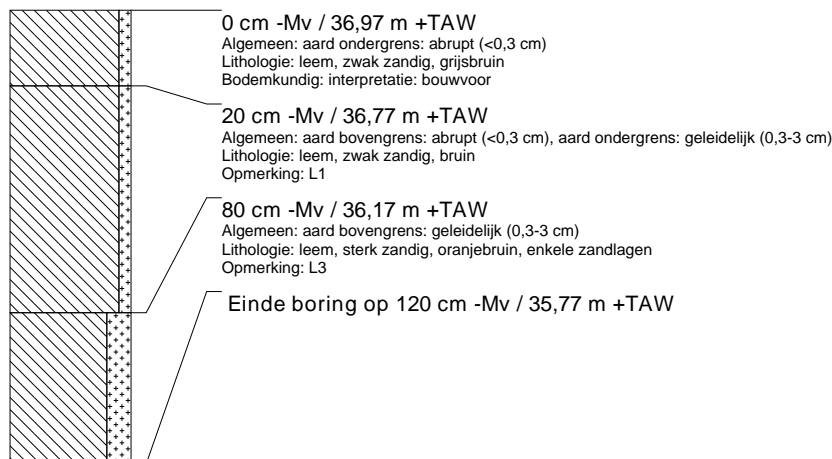 0 cm -Mv / 36,97 m +TAW
Algemeen: aard ondergrens: abrupt (<0,3 cm)
Lithologie: leem, zwak zandig, grijsbruin
Bodemkundig: interpretatie: bouwvoor
20 cm -Mv / 36,77 m +TAW
Algemeen: aard bovengrens: abrupt (<0,3 cm), aard ondergrens: geleidelijk (0,3-3 cm)
Lithologie: leem, zwak zandig, bruin
Opmerking: L1
80 cm -Mv / 36,17 m +TAW
Algemeen: aard bovengrens: geleidelijk (0,3-3 cm)
Lithologie: leem, sterk zandig, oranjebruin, enkele zandlagen
Opmerking: L3
Einde boring op 120 cm -Mv / 35,77 m +TAW